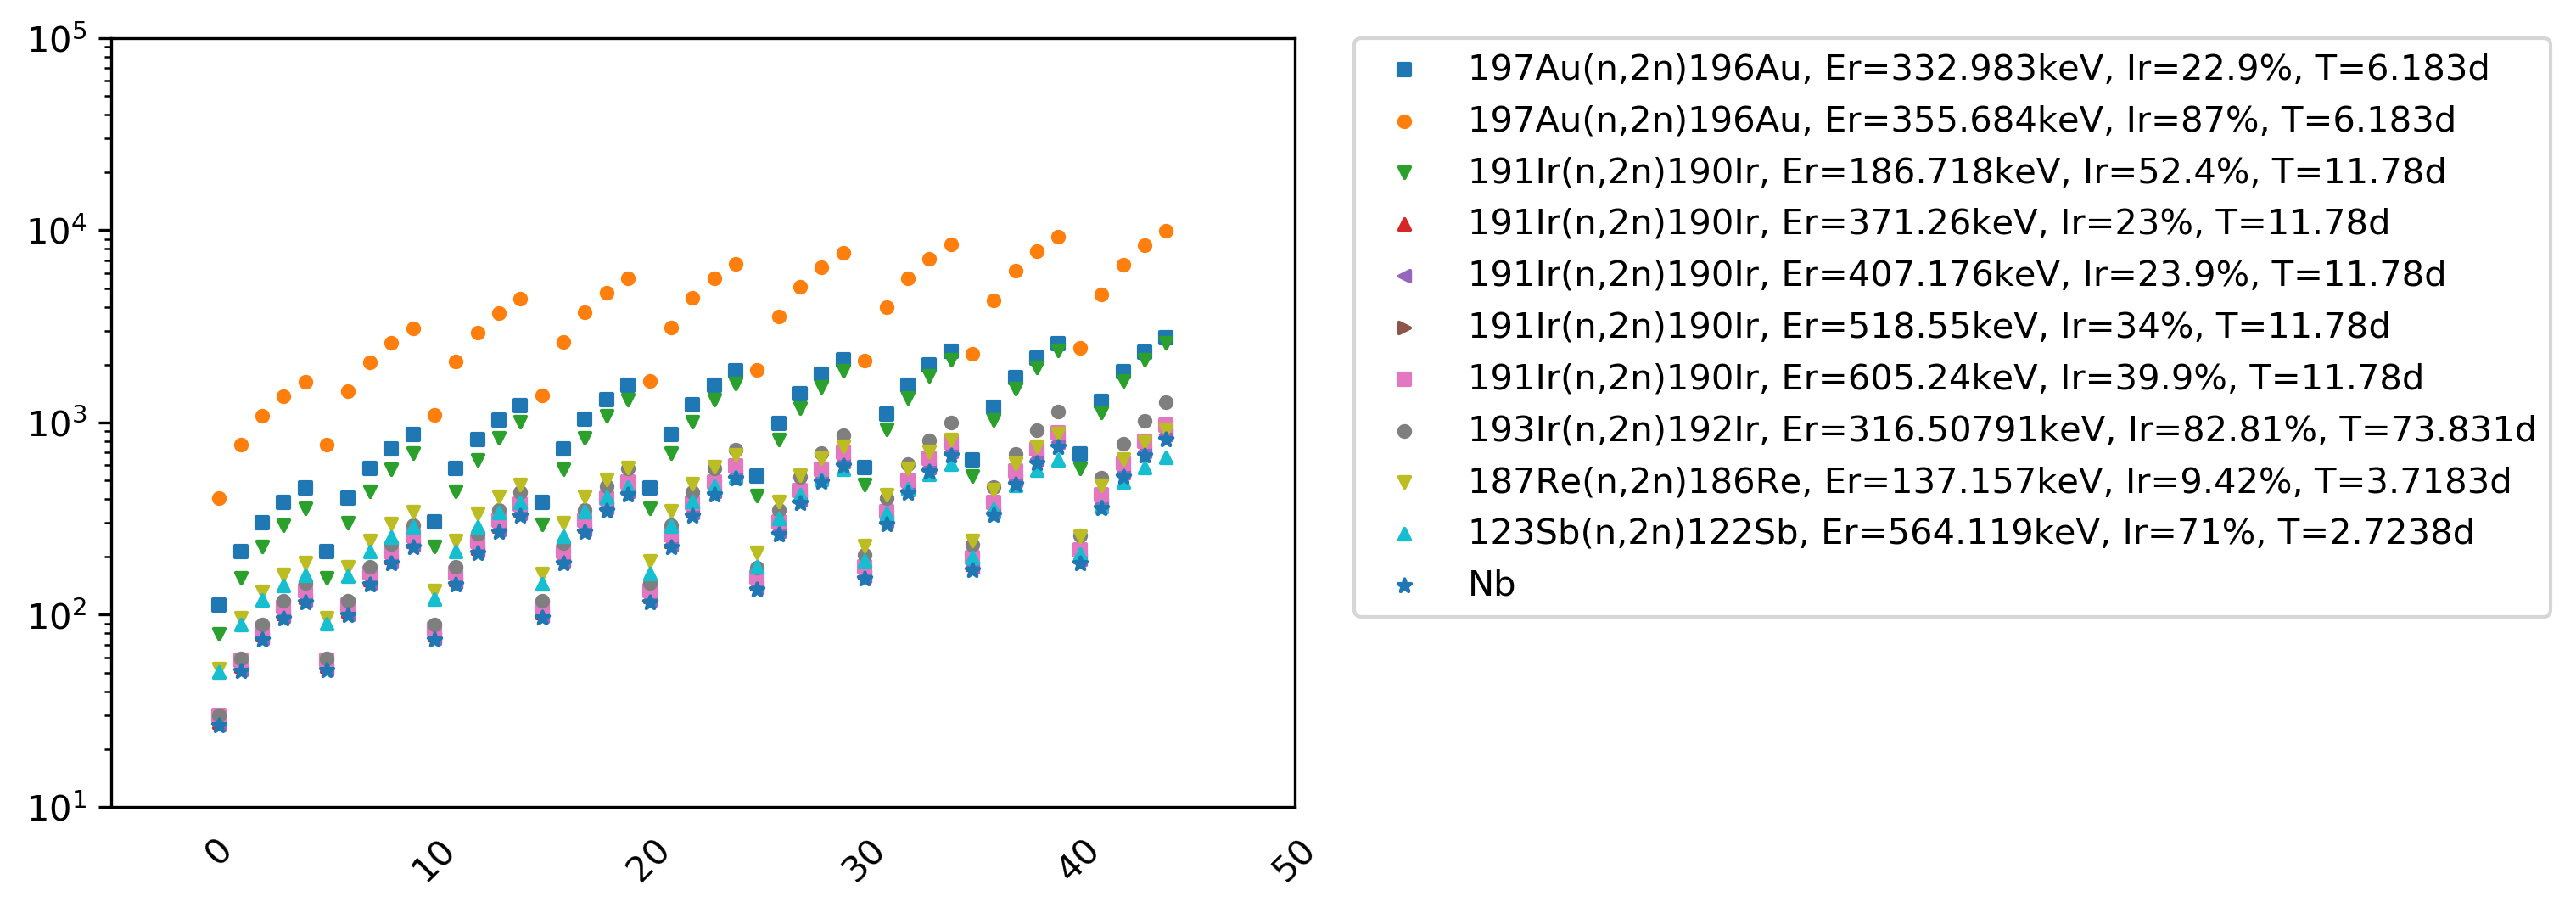 10^5
10^4
10^3
10^2
10^1
0
10
20
30
40
50
197Au(n,2n)196Au, Er=332.983keV, Ir=22.9%, T=6.183d
197Au(n,2n)196Au, Er=355.684keV, Ir=87%, T=6.183d
191Ir(n,2n)190Ir, Er=186.718keV, Ir=52.4%, T=11.78d
191Ir(n,2n)190Ir, Er=371.26keV, Ir=23%, T=11.78d
191Ir(n,2n)190Ir, Er=407.176keV, Ir=23.9%, T=11.78d
191Ir(n,2n)190Ir, Er=518.55keV, Ir=34%, T=11.78d
191Ir(n,2n)190Ir, Er=605.24keV, Ir=39.9%, T=11.78d
193Ir(n,2n)192Ir, Er=316.50791keV, Ir=82.81%, T=73.831d
187Re(n,2n)186Re, Er=137.157keV, Ir=9.42%, T=3.7183d
123Sb(n,2n)122Sb, Er=564.119keV, Ir=71%, T=2.7238d
Nb